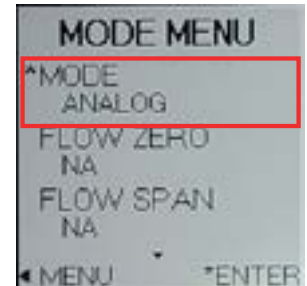 MODE MENU
^MODE
ANALOG
FLOW ZERO
NA
FLOW SPAN
NA
◄ MENU *ENTER